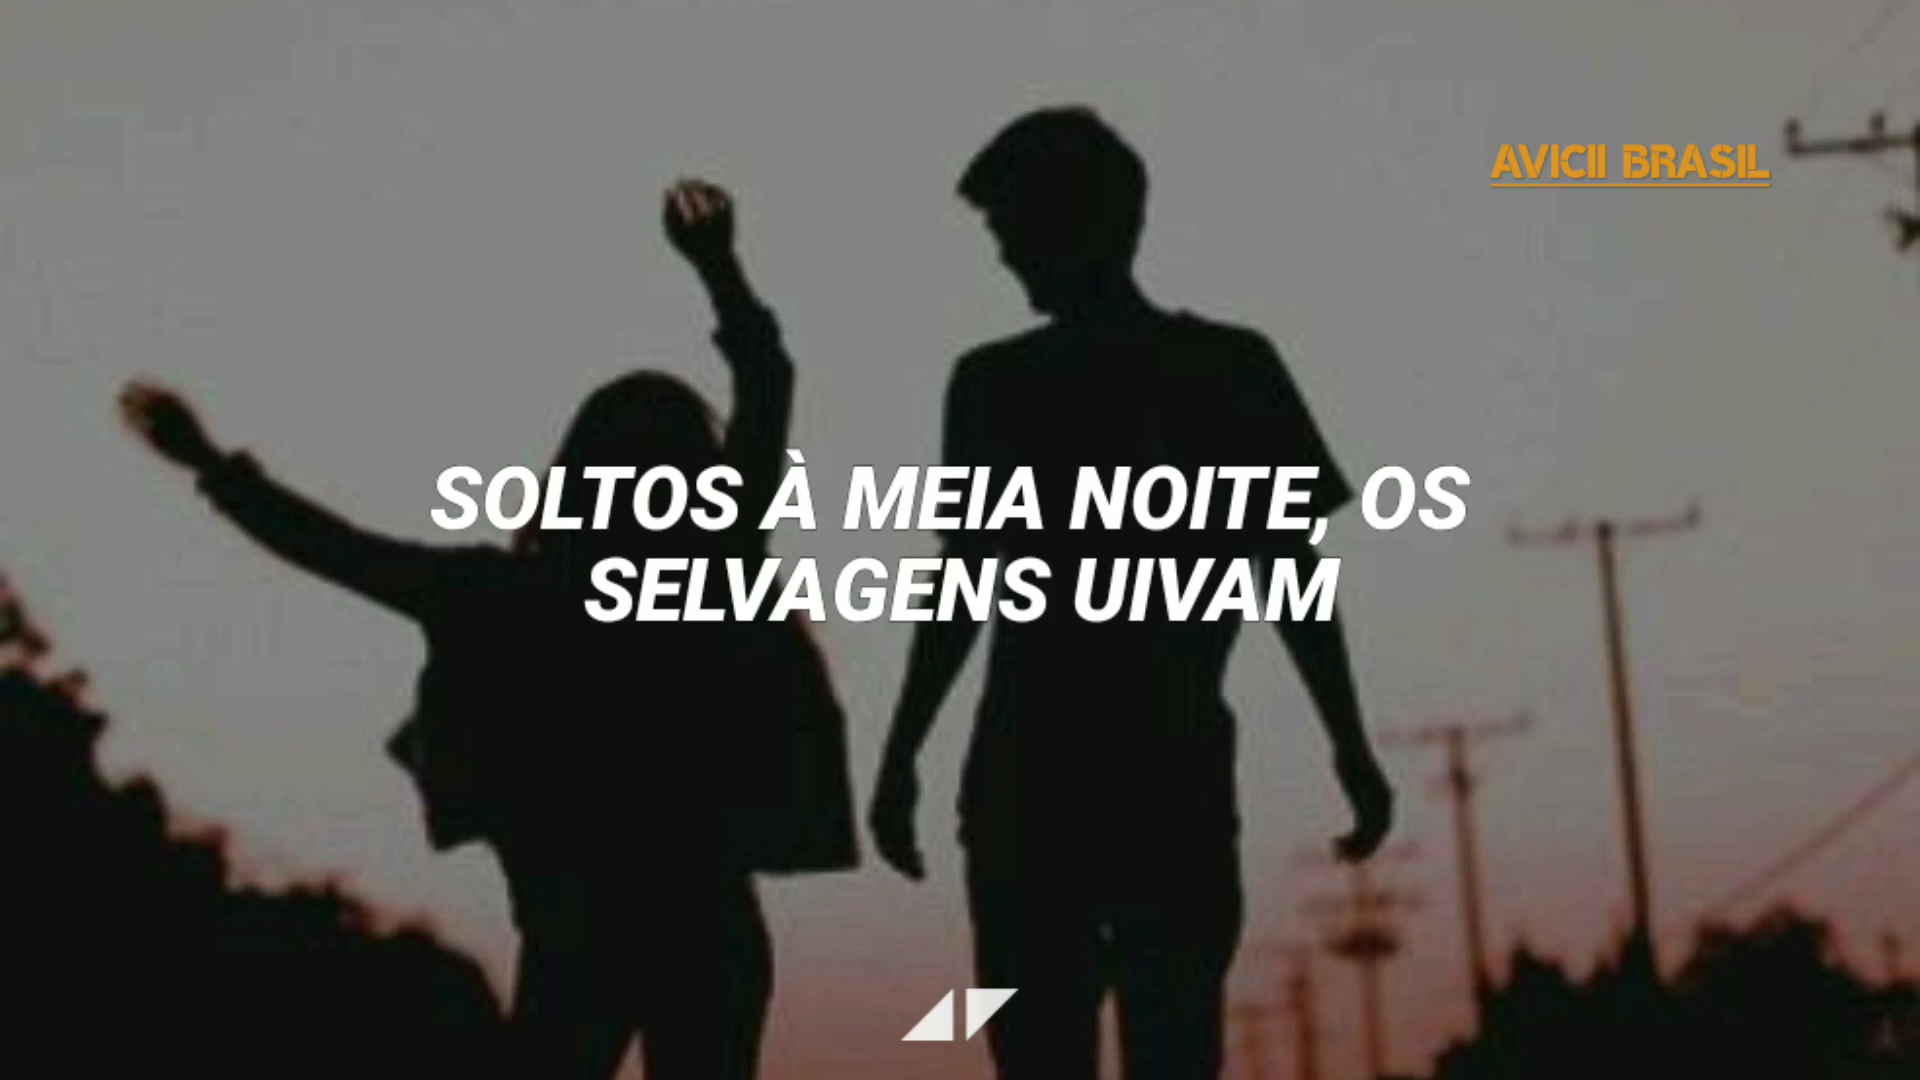 AVICII BRASIL
SOLTOS À MEIA NOITE, OS
SELVAGENS UIVAM